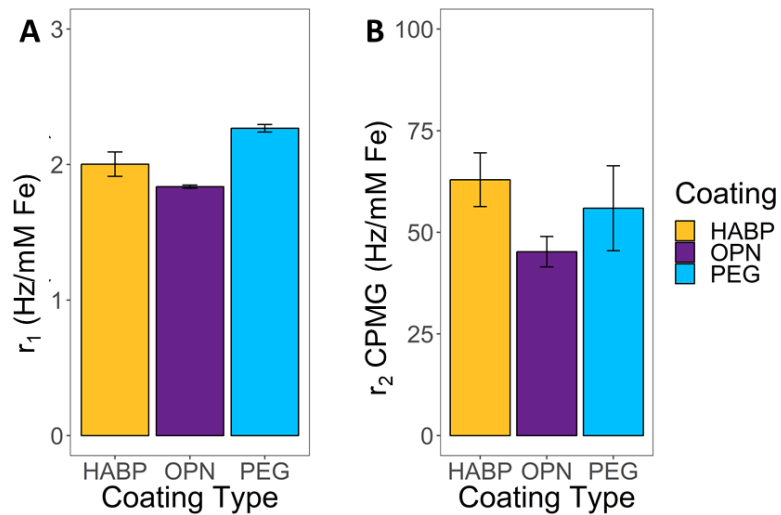 A
r₁ (Hz/mM Fe)
3
2
1
0
HABP OPN PEG
Coating Type
B
r₂ CPMG (Hz/mM Fe)
100
75
50
25
0
HABP OPN PEG
Coating Type
Coating
HABP
OPN
PEG